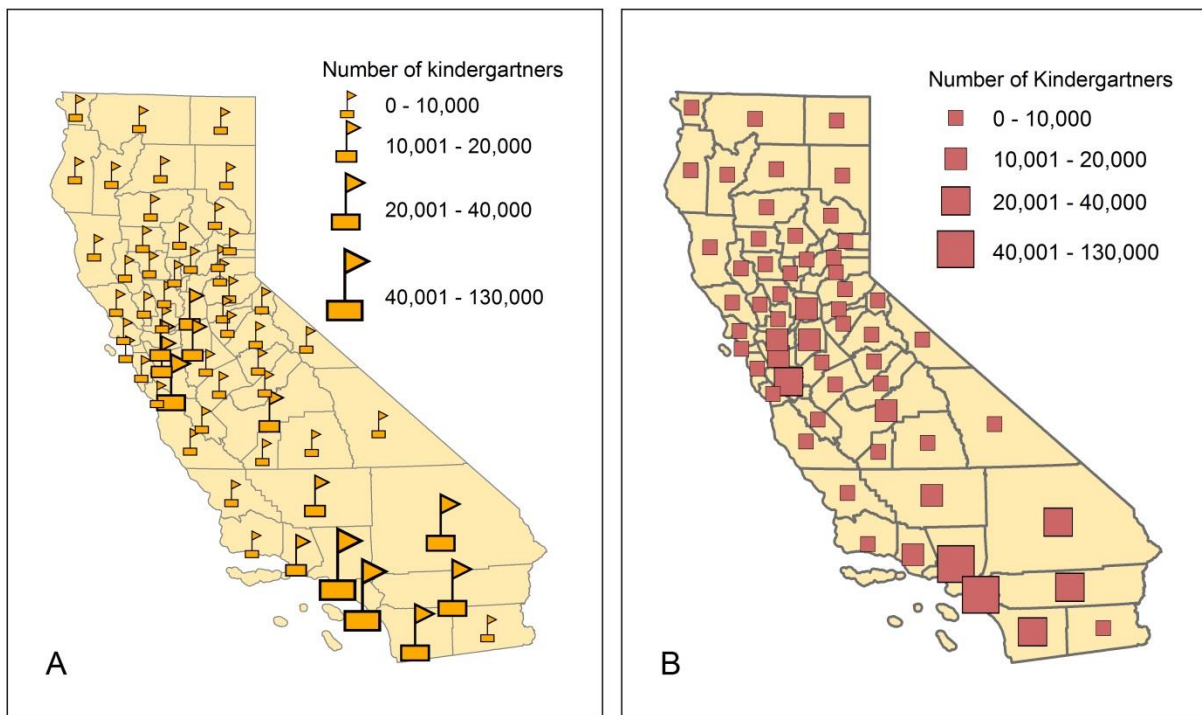 Number of kindergartners
0 - 10,000
10,001 - 20,000
20,001 - 40,000
40,001 - 130,000
A
Number of Kindergartners
0 - 10,000
10,001 - 20,000
20,001 - 40,000
40,001 - 130,000
B